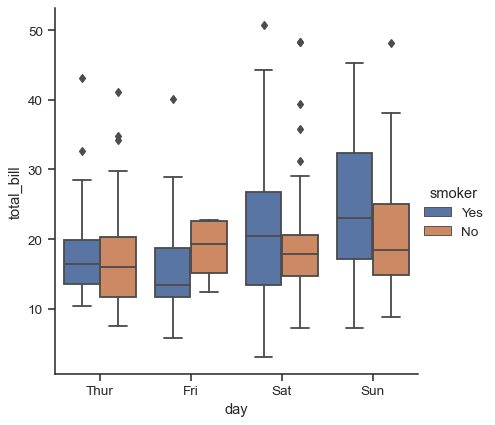 50
40
30
20
10
total_bill
Thur Fri Sat Sun
day
smoker
Yes
No